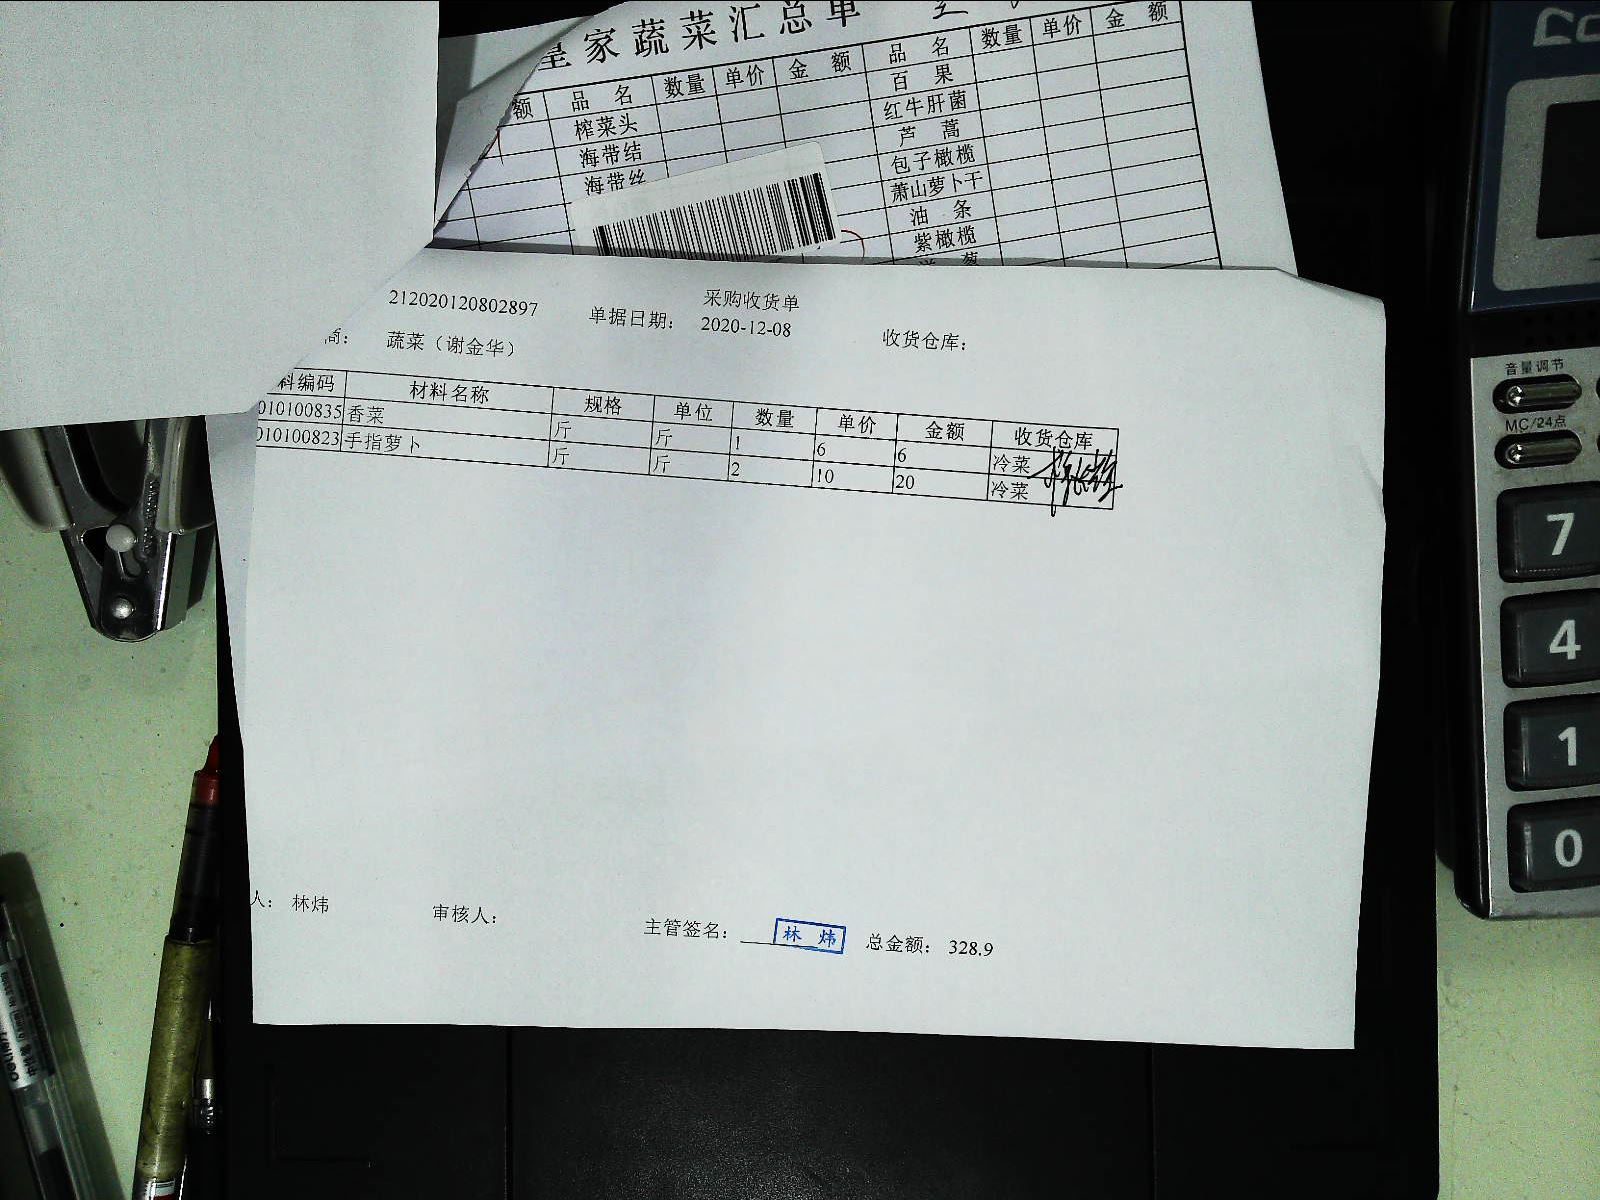 家蔬菜汇总单
额 品名 数量 单价 金额 品名 数量 单价 金额
榨菜头 百果
海带结 红牛肝菌
海带丝 芦蒿
包子橄榄
萧山萝卜干
油条
紫橄榄
采购收货单
212020120802897 单据日期: 2020-12-08 收货仓库:
商: 蔬菜（谢金华）
料编码 材料名称 规格 单位 数量 单价 金额 收货仓库
010100835 香菜 斤 斤 1 6 6 冷菜
010100823 手指萝卜 斤 斤 2 10 20 冷菜
人: 林炜 审核人: 主管签名: 林炜 总金额: 328.9
音量调节
MC/24点
7
4
1
0